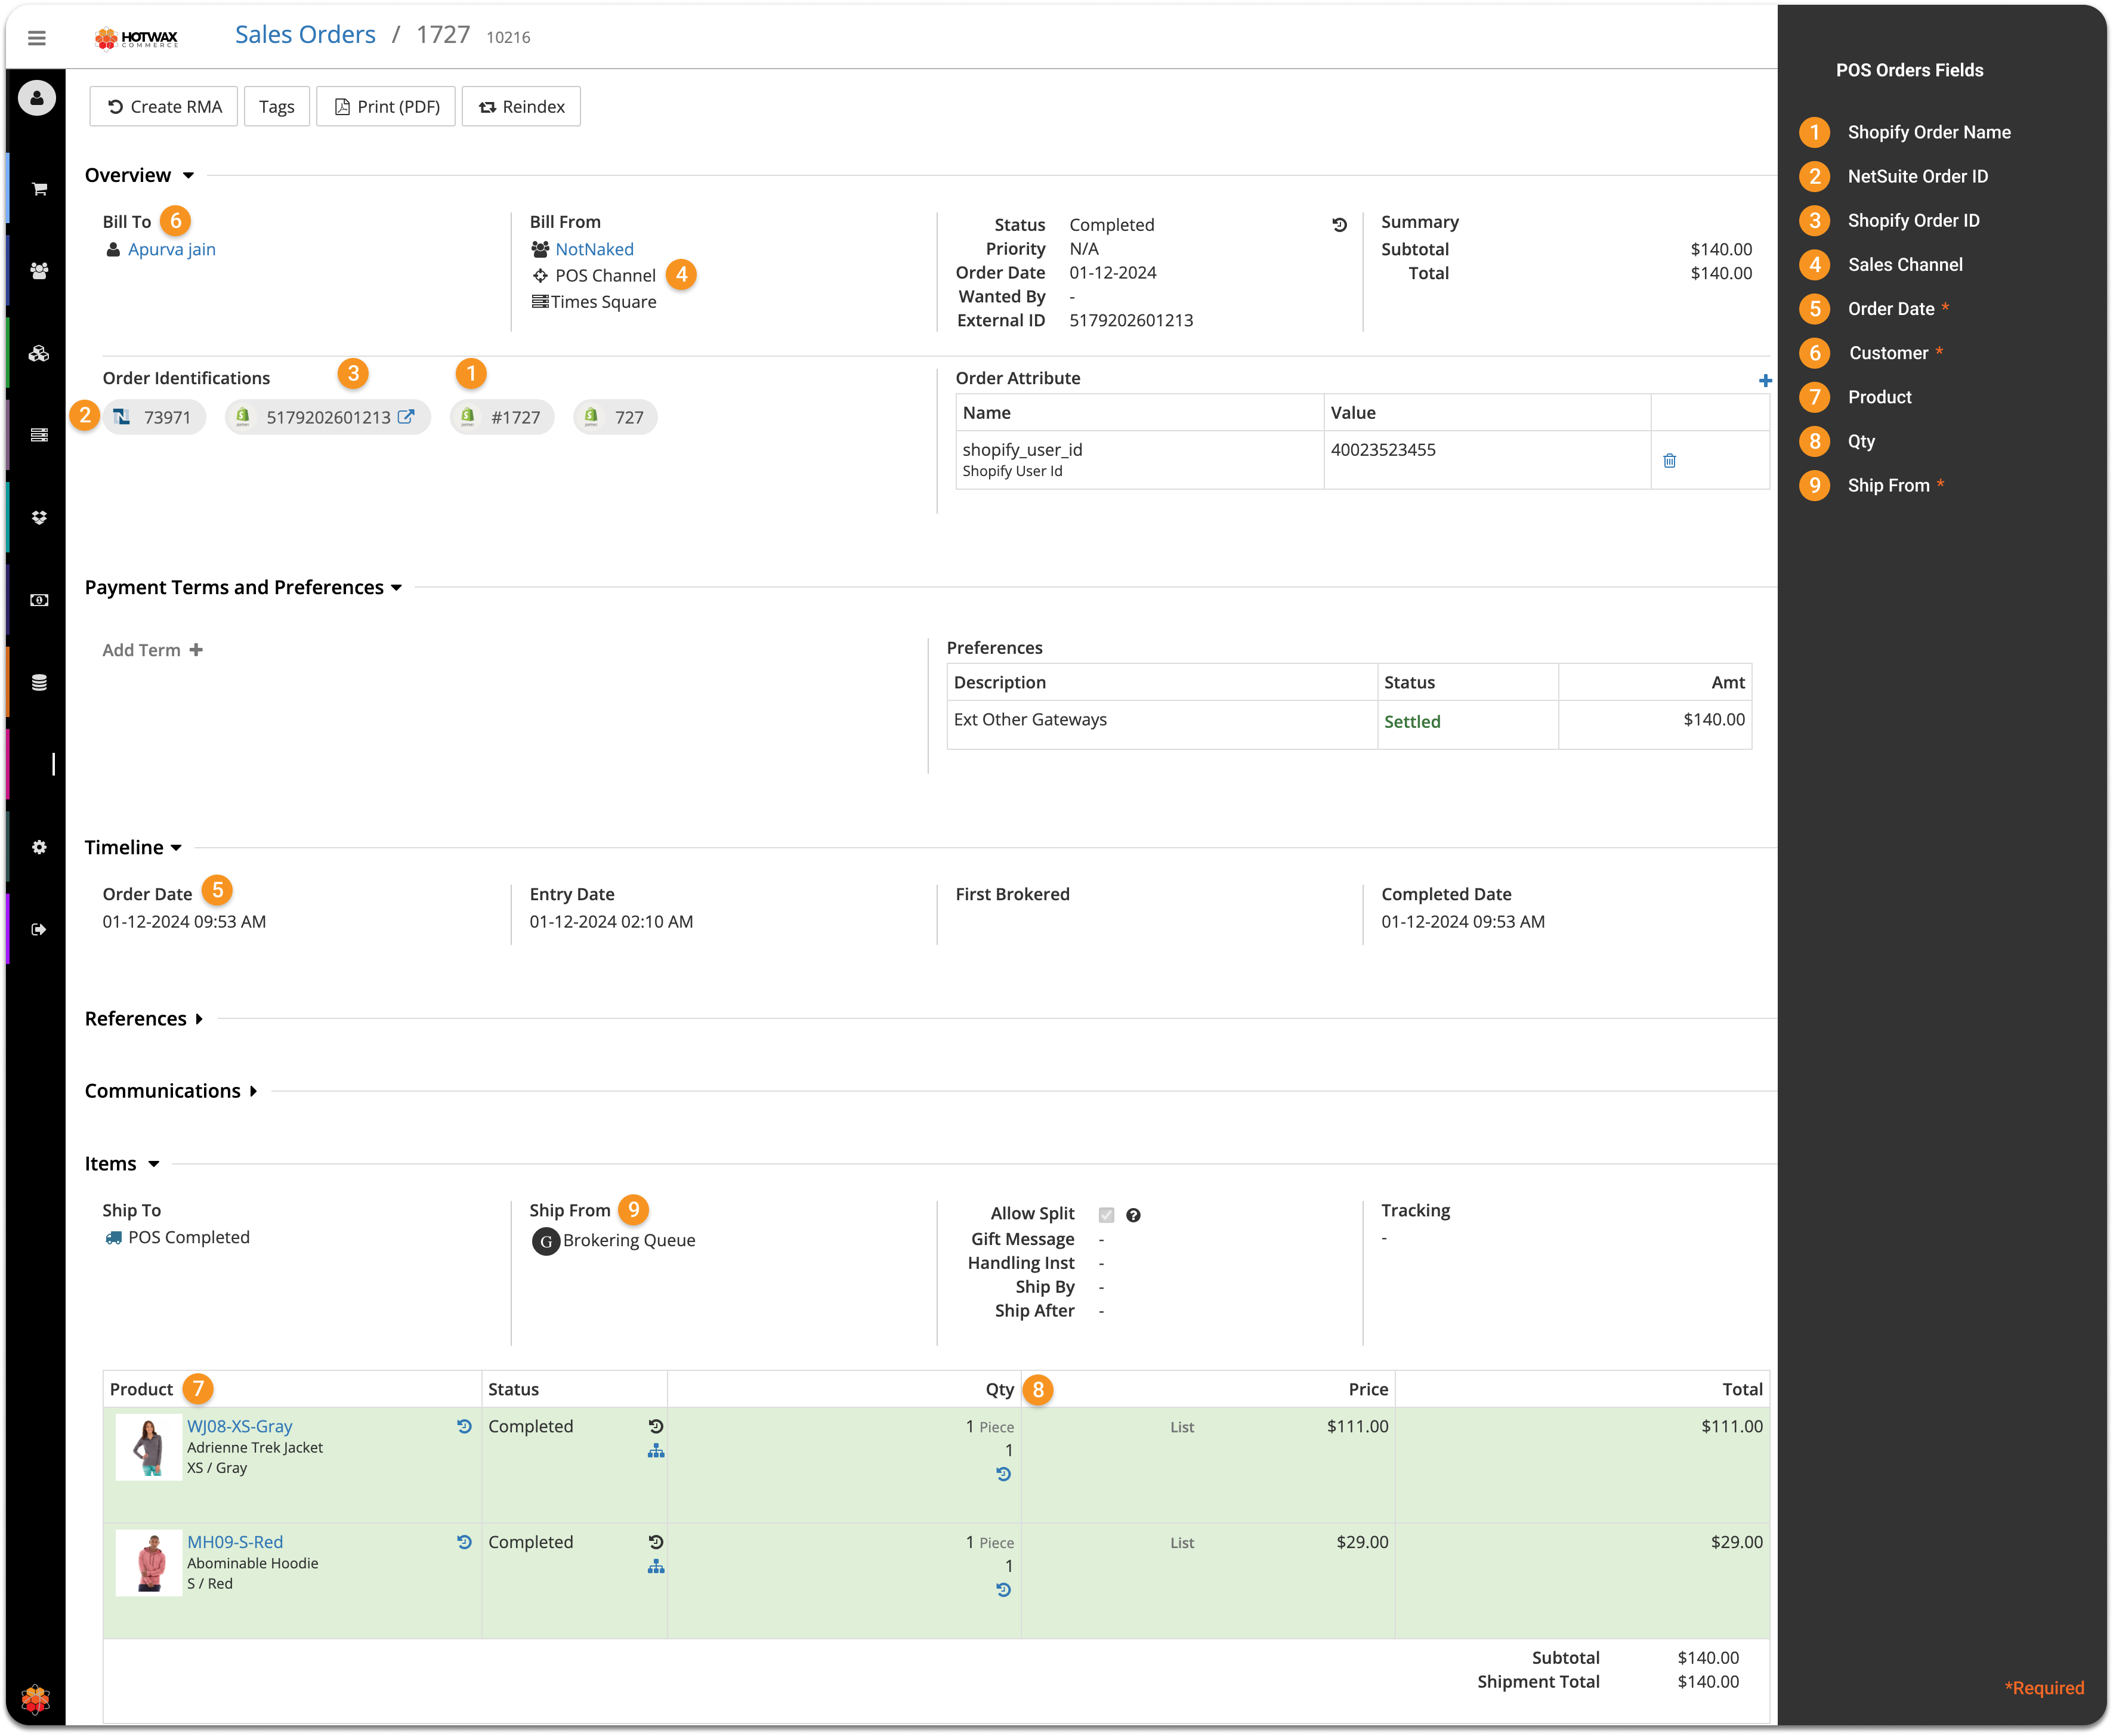 HOTWAX
COMMERCE
Sales Orders / 1727 10216
Create RMA
Tags
Print (PDF)
Reindex
Overview
Bill To 6
Apurva jain
Bill From
NotNaked
POS Channel 4
Times Square
Status Completed
Priority N/A
Order Date 01-12-2024
Wanted By -
External ID 5179202601213
Summary
Subtotal $140.00
Total $140.00
Order Identifications 3 1
2 73971 5179202601213 #1727 727
Order Attribute
Name Value
shopify_user_id 40023523455
Shopify User Id
Payment Terms and Preferences
Add Term
Preferences
Description Status Amt
Ext Other Gateways Settled $140.00
Timeline
Order Date 5
01-12-2024 09:53 AM
Entry Date
01-12-2024 02:10 AM
First Brokered
Completed Date
01-12-2024 09:53 AM
References
Communications
Items
Ship To
POS Completed
Ship From 9
G Brokering Queue
Allow Split
Gift Message -
Handling Inst -
Ship By -
Ship After -
Tracking
-
Product 7 Status Qty 8 Price Total
WJ08-XS-Gray Completed 1 Piece List $111.00 $111.00
Adrienne Trek Jacket 1
XS / Gray
MH09-S-Red Completed 1 Piece List $29.00 $29.00
Abominable Hoodie 1
S / Red
Subtotal $140.00
Shipment Total $140.00
POS Orders Fields
1 Shopify Order Name
2 NetSuite Order ID
3 Shopify Order ID
4 Sales Channel
5 Order Date *
6 Customer *
7 Product
8 Qty
9 Ship From *
*Required